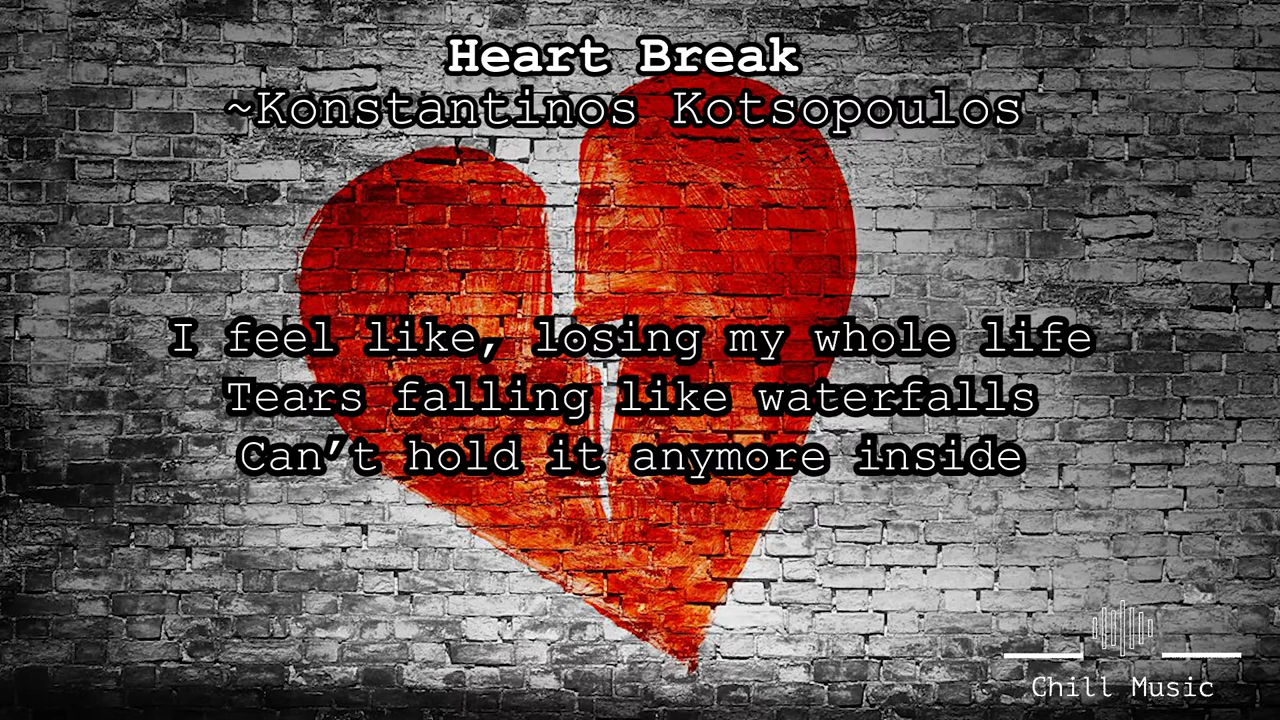 Heart Break
~Konstantinos Kotsopoulos
I feel like, losing my whole life
Tears falling like waterfalls
Can’t hold it anymore inside
Chill Music